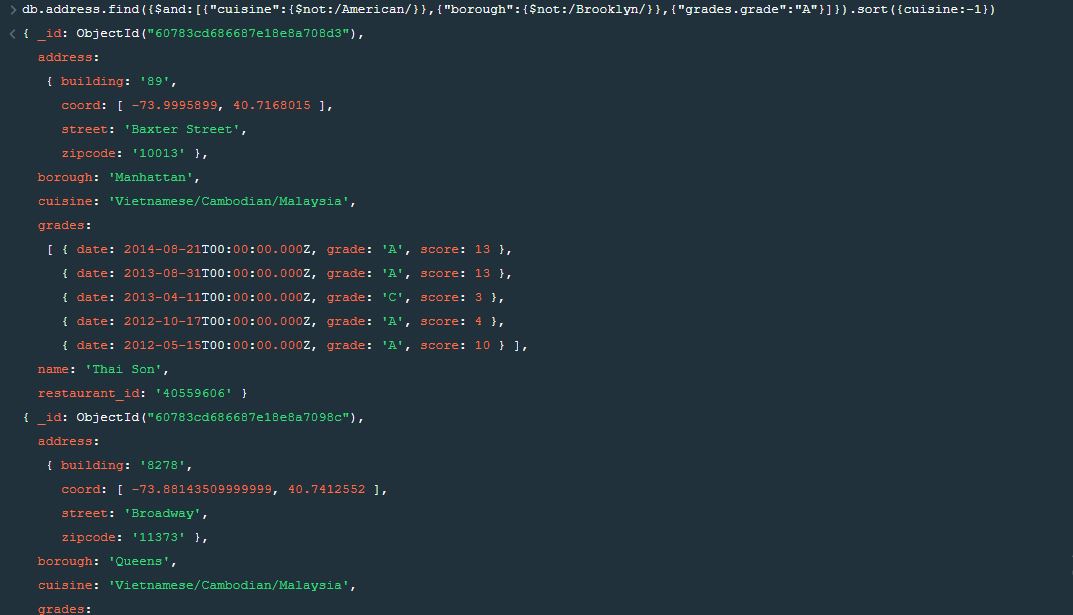 > db.address.find({$and:[{"cuisine":{$not:/American/}},{"borough":{$not:/Brooklyn/}},{"grades.grade":"A"}]}).sort({cuisine:-1})
< { _id: ObjectId("60783cd686687e18e8a708d3"),
address:
{ building: '89',
coord: [ -73.9995899, 40.7168015 ],
street: 'Baxter Street',
zipcode: '10013' },
borough: 'Manhattan',
cuisine: 'Vietnamese/Cambodian/Malaysia',
grades:
[ { date: 2014-08-21T00:00:00.000Z, grade: 'A', score: 13 },
{ date: 2013-08-31T00:00:00.000Z, grade: 'A', score: 13 },
{ date: 2013-04-11T00:00:00.000Z, grade: 'C', score: 3 },
{ date: 2012-10-17T00:00:00.000Z, grade: 'A', score: 4 },
{ date: 2012-05-15T00:00:00.000Z, grade: 'A', score: 10 } ],
name: 'Thai Son',
restaurant_id: '40559606' }
{ _id: ObjectId("60783cd686687e18e8a7098c"),
address:
{ building: '8278',
coord: [ -73.88143509999999, 40.7412552 ],
street: 'Broadway',
zipcode: '11373' },
borough: 'Queens',
cuisine: 'Vietnamese/Cambodian/Malaysia',
grades: